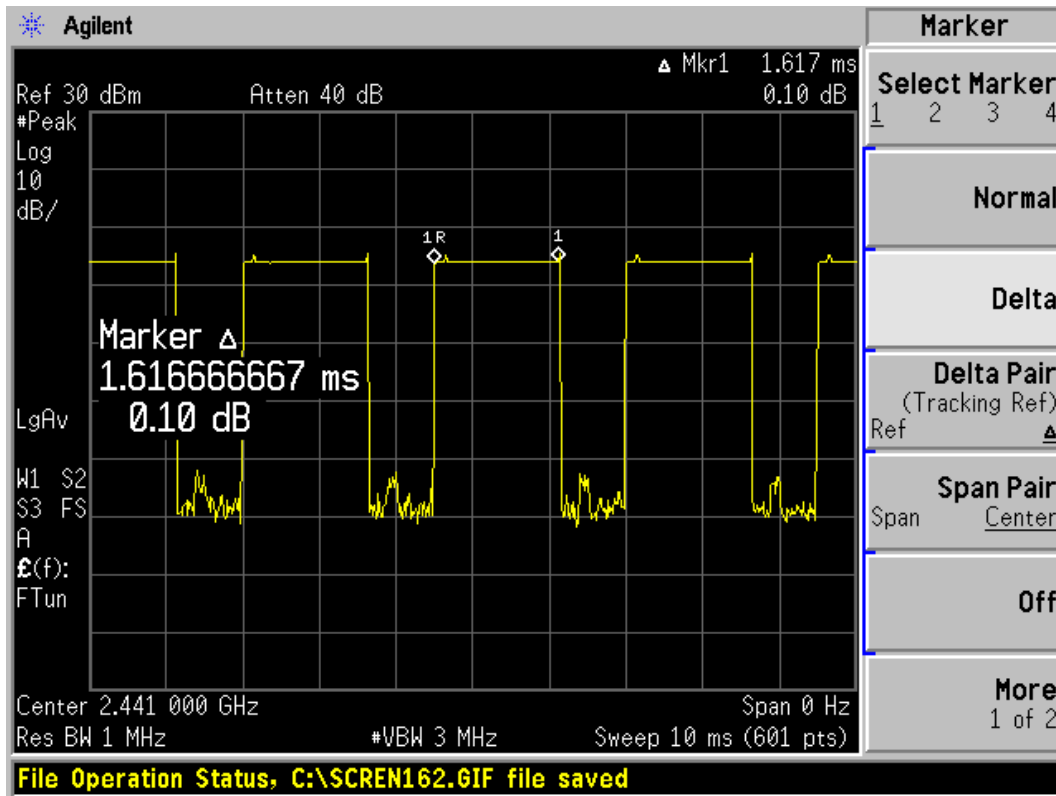 Agilent
Marker
▵ Mkr1 1.617 ms
Ref 30 dBm Atten 40 dB 0.10 dB
#Peak
Log
10
dB/
1R 1
Marker ▵
1.616666667 ms
0.10 dB
LgAv
W1 S2
S3 FS
A
£(f):
FTun
Center 2.441 000 GHz Span 0 Hz
Res BW 1 MHz #VBW 3 MHz Sweep 10 ms (601 pts)
Select Marker
1 2 3 4
Normal
Delta
Delta Pair
(Tracking Ref)
Ref ▵
Span Pair
Span Center
Off
More
1 of 2
File Operation Status, C:\SCREN162.GIF file saved